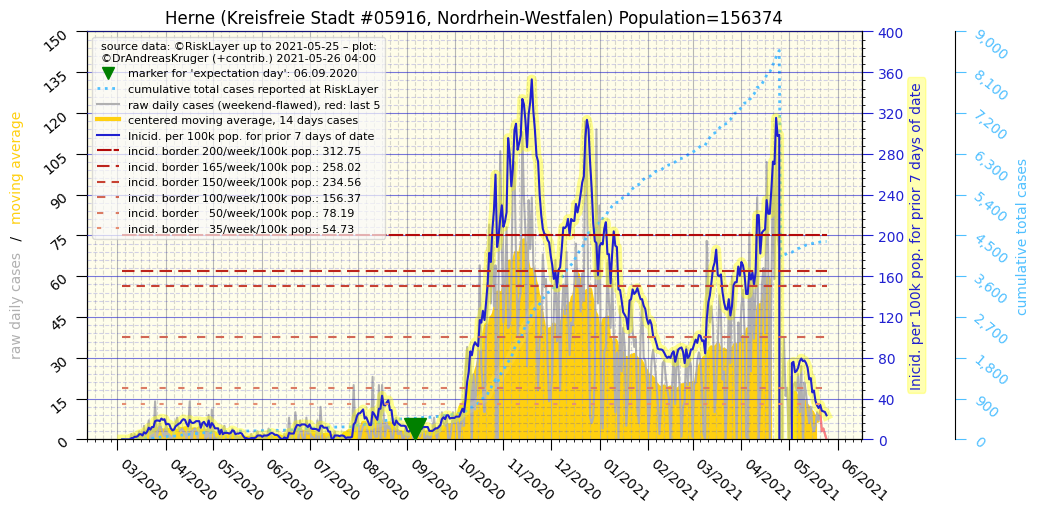 Herne (Kreisfreie Stadt #05916, Nordrhein-Westfalen) Population=156374
source data: ©RiskLayer up to 2021-05-25 – plot:
©DrAndreasKruger (+contrib.) 2021-05-26 04:00
marker for 'expectation day': 06.09.2020
cumulative total cases reported at RiskLayer
raw daily cases (weekend-flawed), red: last 5
centered moving average, 14 days cases
Inicid. per 100k pop. for prior 7 days of date
incid. border 200/week/100k pop.: 312.75
incid. border 165/week/100k pop.: 258.02
incid. border 150/week/100k pop.: 234.56
incid. border 100/week/100k pop.: 156.37
incid. border   50/week/100k pop.: 78.19
incid. border   35/week/100k pop.: 54.73
raw daily cases  /  moving average
150
135
120
105
90
75
60
45
30
15
0
400
360
320
280
240
200
160
120
80
40
0
Inicid. per 100k pop. for prior 7 days of date
9,000
8,100
7,200
6,300
5,400
4,500
3,600
2,700
1,800
900
0
cumulative total cases
03/2020
04/2020
05/2020
06/2020
07/2020
08/2020
09/2020
10/2020
11/2020
12/2020
01/2021
02/2021
03/2021
04/2021
05/2021
06/2021